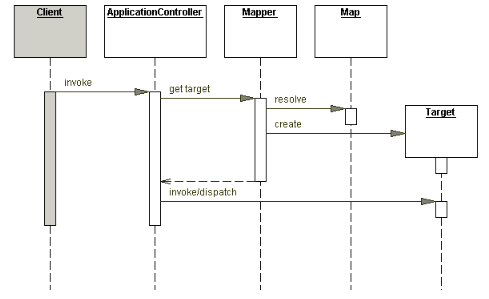 Client
ApplicationController
Mapper
Map
invoke
get target
resolve
create
Target
invoke/dispatch